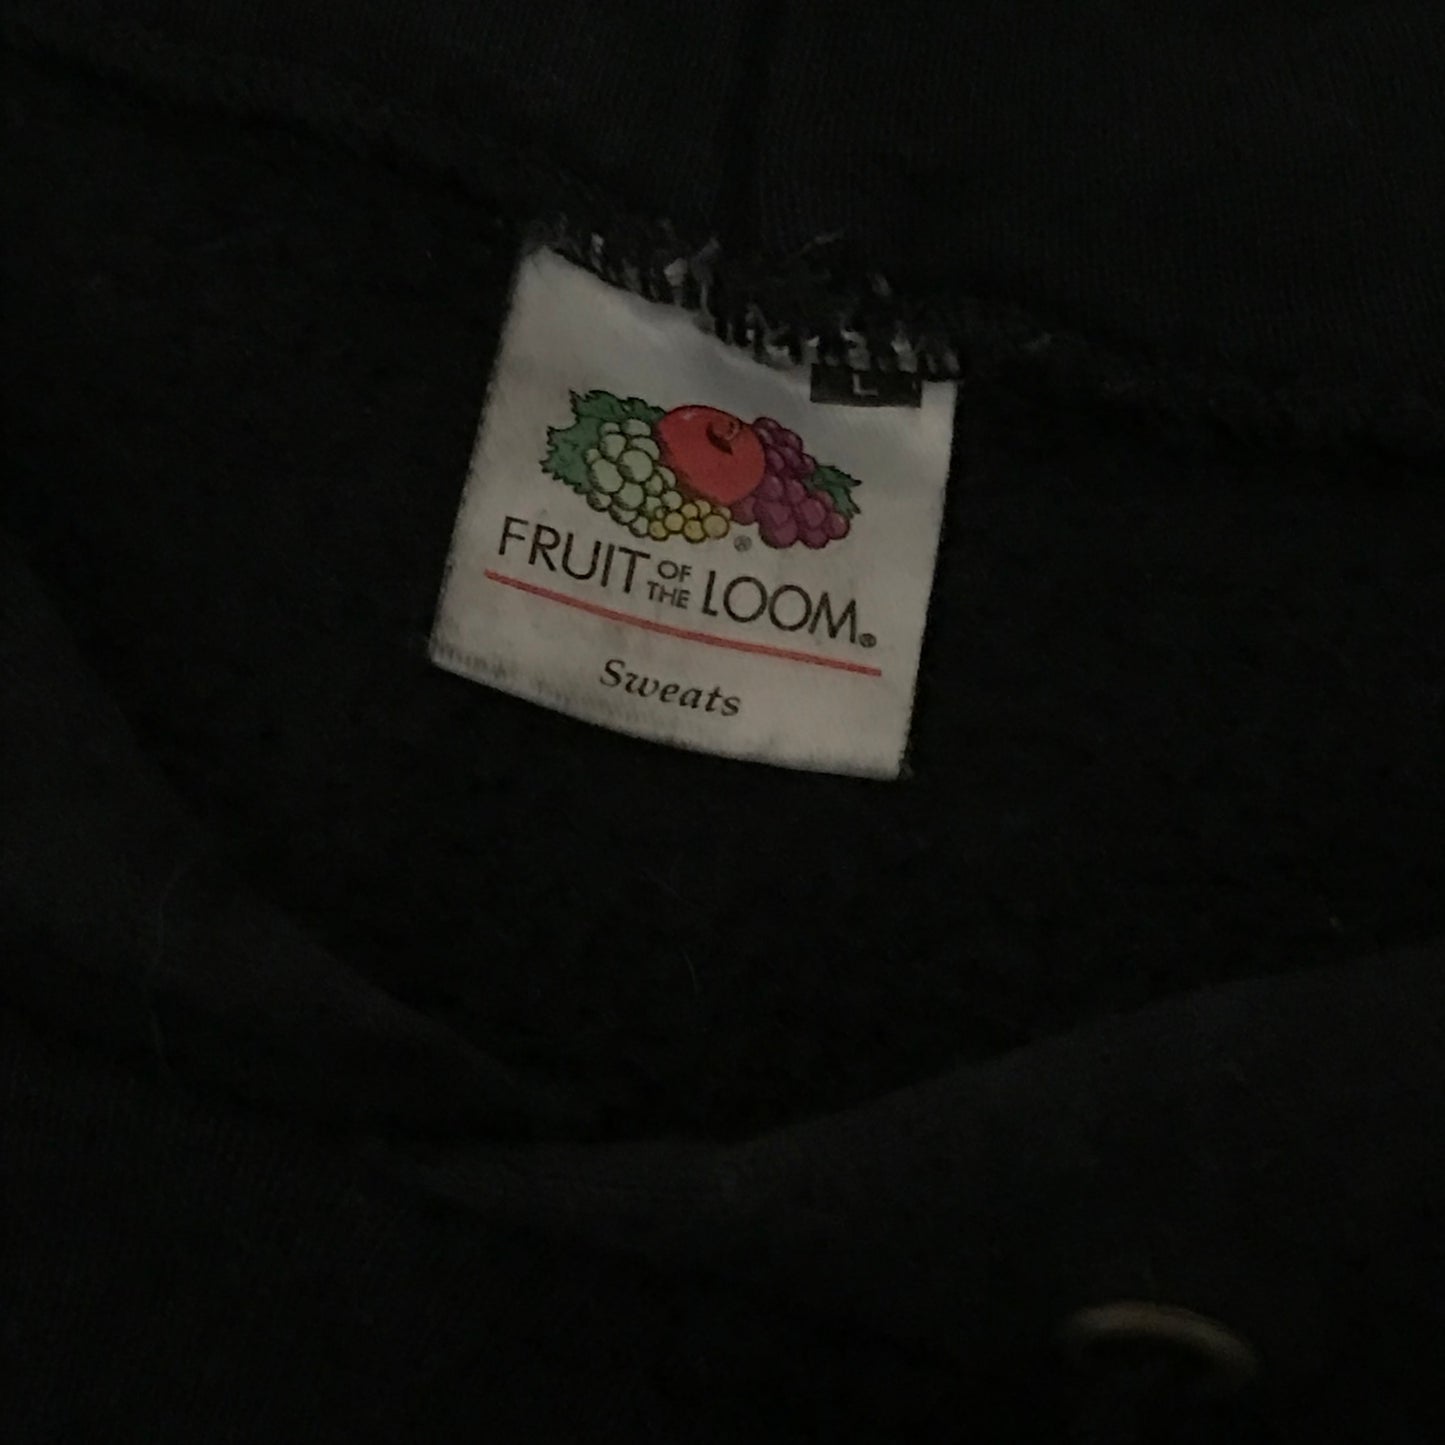 L
®
FRUIT OF THE LOOM®
Sweats